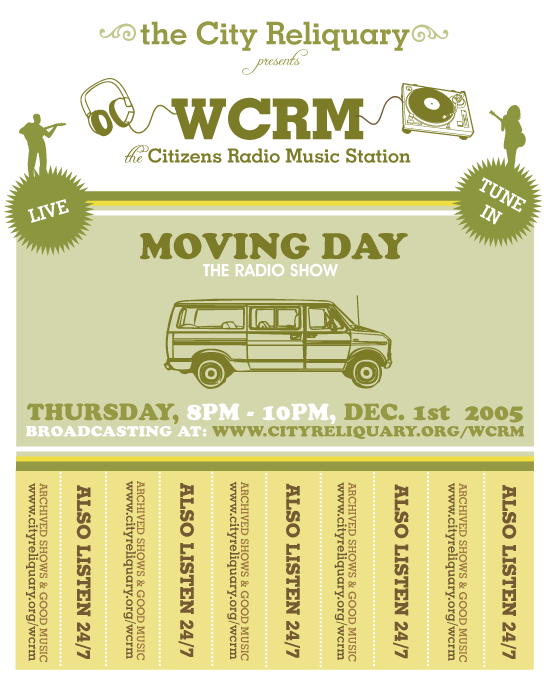 the City Reliquary
presents
WCRM
the Citizens Radio Music Station
LIVE
TUNE
IN
MOVING DAY
THE RADIO SHOW
THURSDAY, 8PM - 10PM, DEC. 1st 2005
BROADCASTING AT: WWW.CITYRELIQUARY.ORG/WCRM
ARCHIVED SHOWS & GOOD MUSIC
www.cityreliquary.org/wcrm
ALSO LISTEN 24/7
ARCHIVED SHOWS & GOOD MUSIC
www.cityreliquary.org/wcrm
ALSO LISTEN 24/7
ARCHIVED SHOWS & GOOD MUSIC
www.cityreliquary.org/wcrm
ALSO LISTEN 24/7
ARCHIVED SHOWS & GOOD MUSIC
www.cityreliquary.org/wcrm
ALSO LISTEN 24/7
ARCHIVED SHOWS & GOOD MUSIC
www.cityreliquary.org/wcrm
ALSO LISTEN 24/7